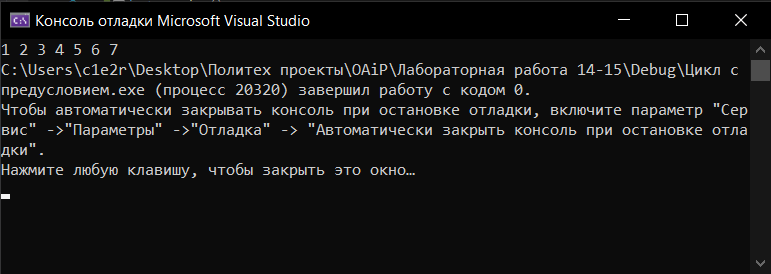 Консоль отладки Microsoft Visual Studio
1 2 3 4 5 6 7
C:\Users\c1e2r\Desktop\Политех проекты\OAiP\Лабораторная работа 14-15\Debug\Цикл с
предусловием.exe (процесс 20320) завершил работу с кодом 0.
Чтобы автоматически закрывать консоль при остановке отладки, включите параметр "Сер
вис" ->"Параметры" ->"Отладка" -> "Автоматически закрыть консоль при остановке отла
дки".
Нажмите любую клавишу, чтобы закрыть это окно…